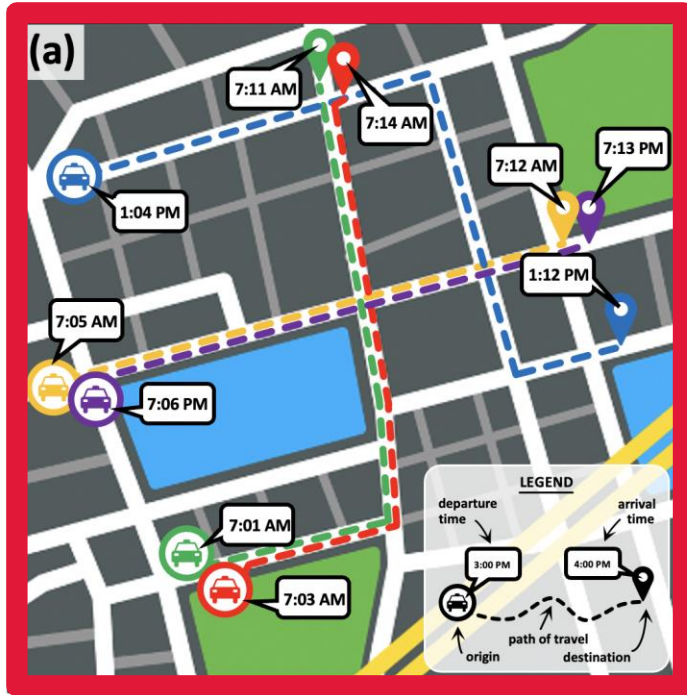 (a)
7:11 AM
7:14 AM
7:12 AM
7:13 PM
1:04 PM
1:12 PM
7:05 AM
7:06 PM
7:01 AM
7:03 AM
LEGEND
departure
time
arrival
time
3:00 PM
4:00 PM
path of travel
origin
destination